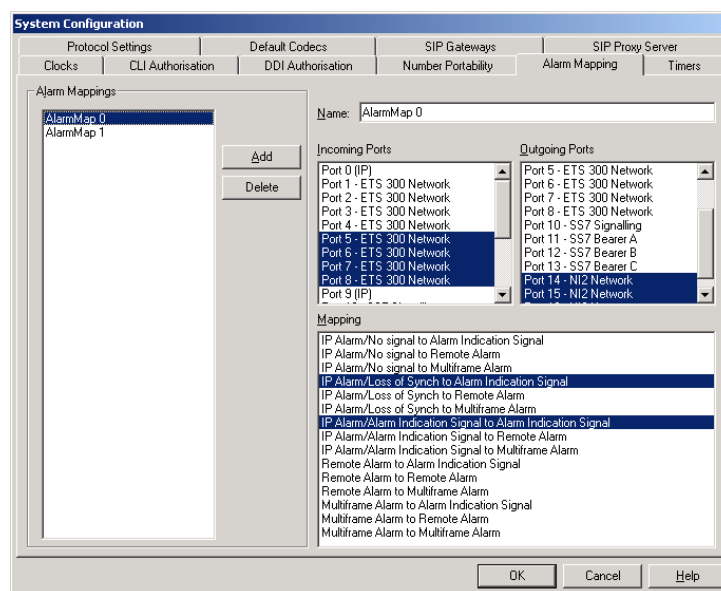 System Configuration
Protocol Settings
Default Codecs
SIP Gateways
SIP Proxy Server
Clocks
CLI Authorisation
DDI Authorisation
Number Portability
Alarm Mapping
Timers
Alarm Mappings
AlarmMap 0
AlarmMap 1
Add
Delete
Name: AlarmMap 0
Incoming Ports
Port 0 (IP)
Port 1 - ETS 300 Network
Port 2 - ETS 300 Network
Port 3 - ETS 300 Network
Port 4 - ETS 300 Network
Port 5 - ETS 300 Network
Port 6 - ETS 300 Network
Port 7 - ETS 300 Network
Port 8 - ETS 300 Network
Port 9 (IP)
Outgoing Ports
Port 5 - ETS 300 Network
Port 6 - ETS 300 Network
Port 7 - ETS 300 Network
Port 8 - ETS 300 Network
Port 10 - SS7 Signalling
Port 11 - SS7 Bearer A
Port 12 - SS7 Bearer B
Port 13 - SS7 Bearer C
Port 14 - NI2 Network
Port 15 - NI2 Network
Mapping
IP Alarm/No signal to Alarm Indication Signal
IP Alarm/No signal to Remote Alarm
IP Alarm/No signal to Multiframe Alarm
IP Alarm/Loss of Synch to Alarm Indication Signal
IP Alarm/Loss of Synch to Remote Alarm
IP Alarm/Loss of Synch to Multiframe Alarm
IP Alarm/Alarm Indication Signal to Alarm Indication Signal
IP Alarm/Alarm Indication Signal to Remote Alarm
IP Alarm/Alarm Indication Signal to Multiframe Alarm
Remote Alarm to Alarm Indication Signal
Remote Alarm to Remote Alarm
Remote Alarm to Multiframe Alarm
Multiframe Alarm to Alarm Indication Signal
Multiframe Alarm to Remote Alarm
Multiframe Alarm to Multiframe Alarm
OK
Cancel
Help